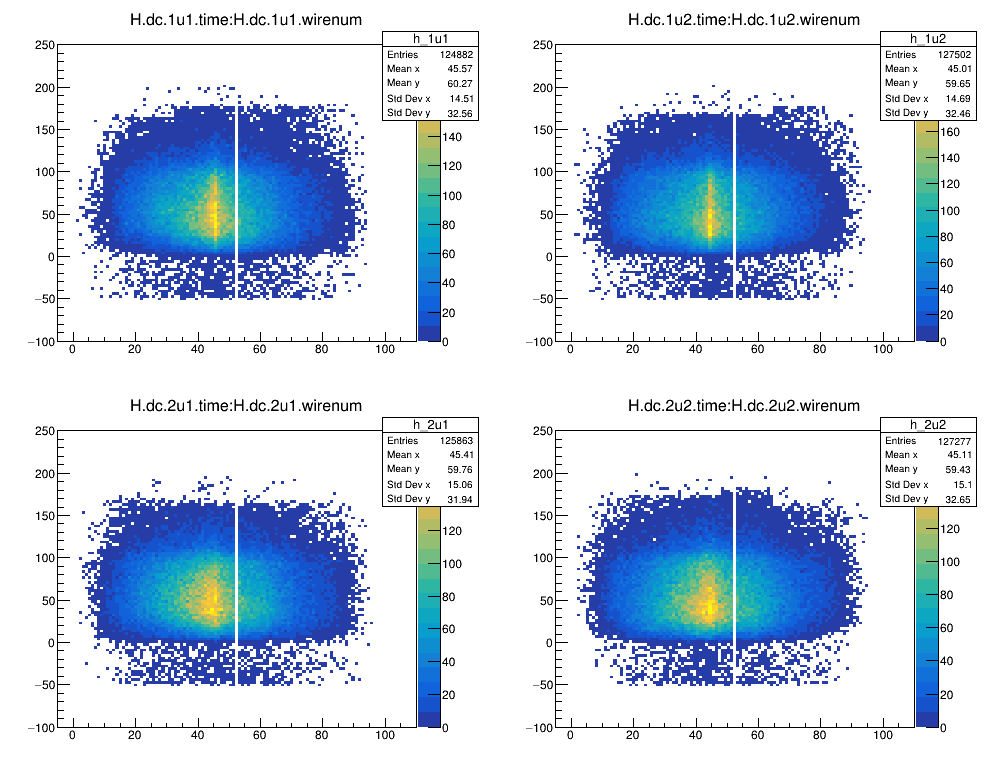 H.dc.1u1.time:H.dc.1u1.wirenum
h_1u1
Entries 124882
Mean x 45.57
Mean y 60.27
Std Dev x 14.51
Std Dev y 32.56
250
200
150
100
50
0
−50
−100
0 20 40 60 80 100
140
120
100
80
60
40
20
0
H.dc.1u2.time:H.dc.1u2.wirenum
h_1u2
Entries 127502
Mean x 45.01
Mean y 59.65
Std Dev x 14.69
Std Dev y 32.46
250
200
150
100
50
0
−50
−100
0 20 40 60 80 100
160
140
120
100
80
60
40
20
0
H.dc.2u1.time:H.dc.2u1.wirenum
h_2u1
Entries 125863
Mean x 45.41
Mean y 59.76
Std Dev x 15.06
Std Dev y 31.94
250
200
150
100
50
0
−50
−100
0 20 40 60 80 100
120
100
80
60
40
20
0
H.dc.2u2.time:H.dc.2u2.wirenum
h_2u2
Entries 127277
Mean x 45.11
Mean y 59.43
Std Dev x 15.1
Std Dev y 32.65
250
200
150
100
50
0
−50
−100
0 20 40 60 80 100
120
100
80
60
40
20
0